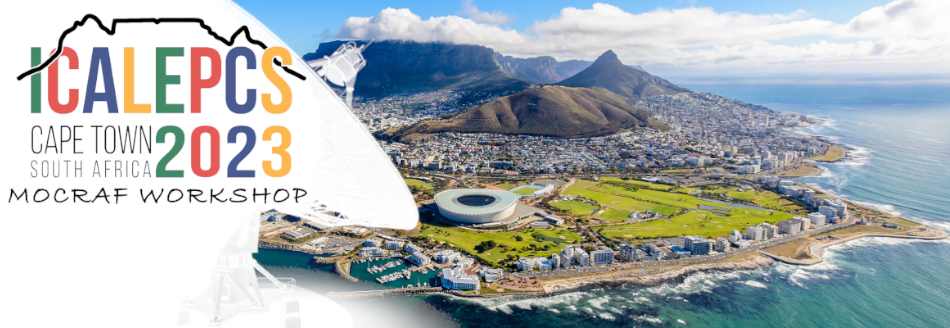 ICALEPCS
CAPE TOWN
SOUTH AFRICA
2023
MOCRAF WORKSHOP